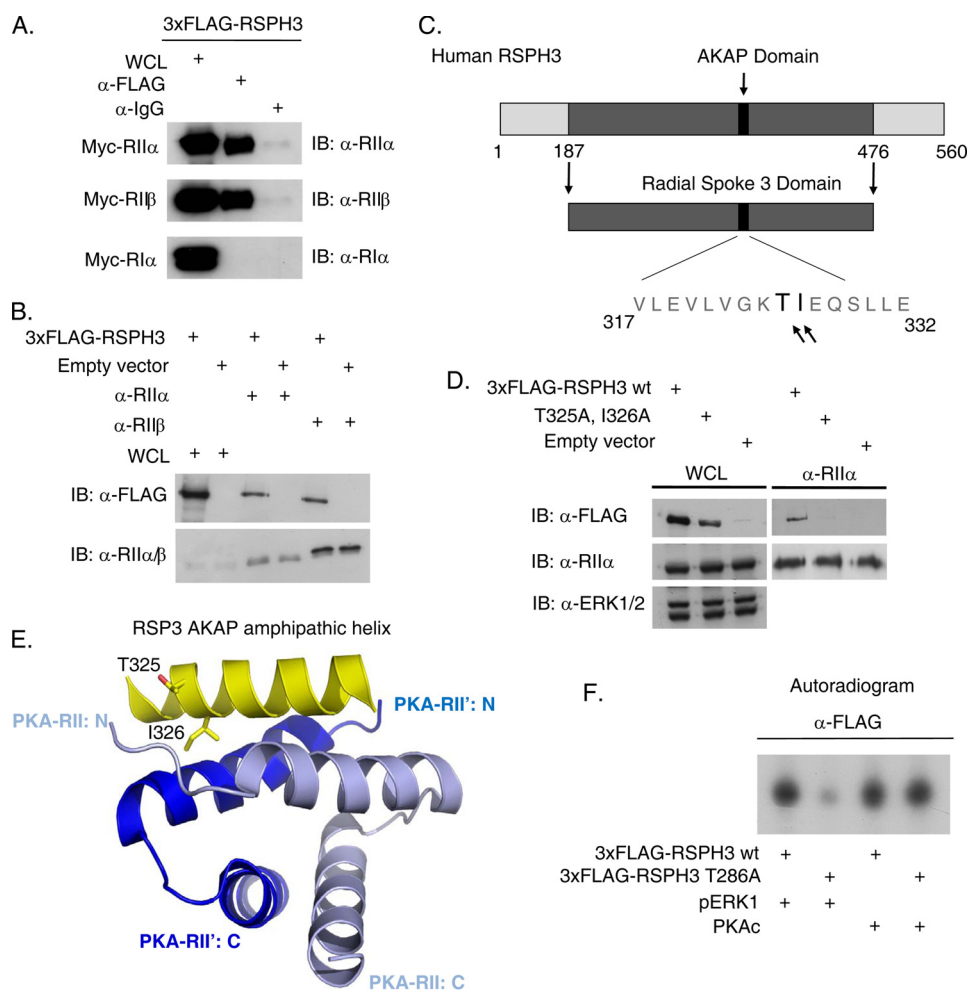 A.
3xFLAG-RSPH3
WCL +
α-FLAG +
α-IgG +
Myc-RIIα IB: α-RIIα
Myc-RIIβ IB: α-RIIβ
Myc-RIα IB: α-RIα
B.
3xFLAG-RSPH3 + + +
Empty vector + + +
α-RIIα + +
α-RIIβ + +
WCL + +
IB: α-FLAG
IB: α-RIIα/β
C.
Human RSPH3 AKAP Domain
1 187 476 560
Radial Spoke 3 Domain
VLEVLVGKTIEQSLLE
317 332
D.
3xFLAG-RSPH3 wt + +
T325A, I326A + +
Empty vector + +
WCL α-RIIα
IB: α-FLAG
IB: α-RIIα
IB: α-ERK1/2
E.
RSP3 AKAP amphipathic helix
T325
PKA-RII: N PKA-RII': N
I326
PKA-RII': C
PKA-RII: C
F.
Autoradiogram
α-FLAG
3xFLAG-RSPH3 wt + +
3xFLAG-RSPH3 T286A + +
pERK1 + +
PKAc + +